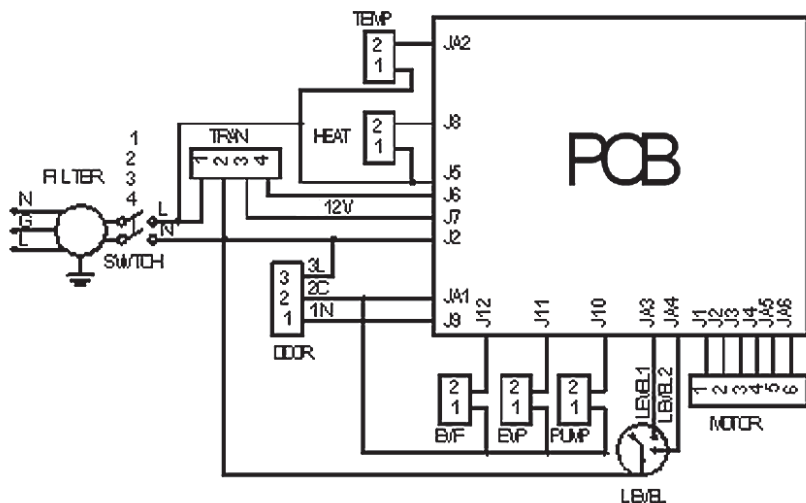 TEMP
2
1
JA2
J8
HEAT
2
1
J5
J6
J7
J2
PCB
TRAN
1 2 3 4
12V
1
2
3
4
FILTER
N
G
L
L
N
SWITCH
3L
2C
1N
3
2
1
DOOR
JA1
J9
J12
J11
J10
JA3
JA4
J1
J2
J3
J4
JA5
JA6
2
1
EVF
2
1
EVP
2
1
PUMP
LEVEL1
LEVEL2
1 2 3 4 5 6
MOTOR
LEVEL